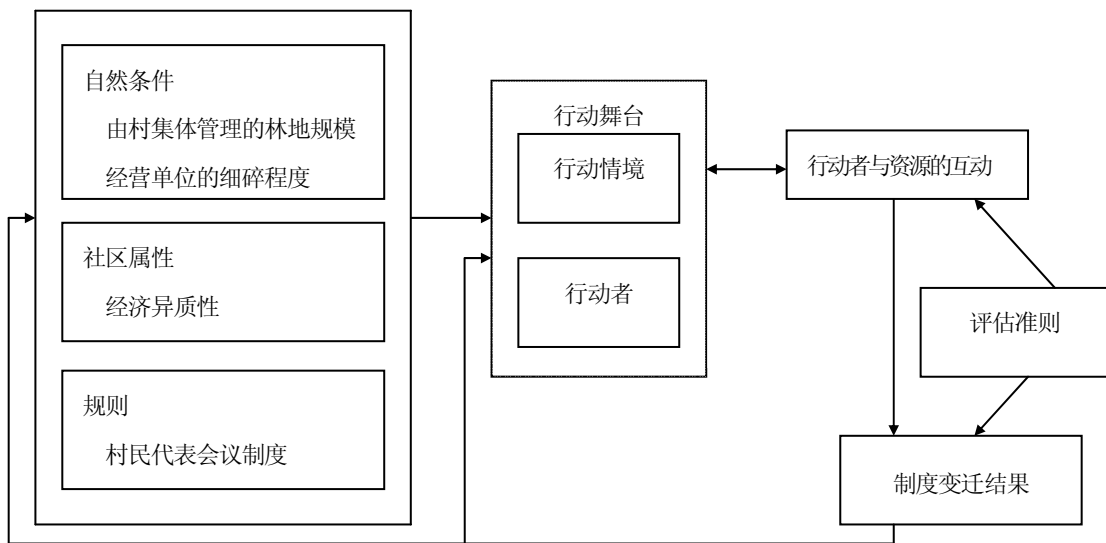 自然条件
由村集体管理的林地规模
经营单位的细碎程度
社区属性
经济异质性
规则
村民代表会议制度
行动舞台
行动情境
行动者
行动者与资源的互动
评估准则
制度变迁结果